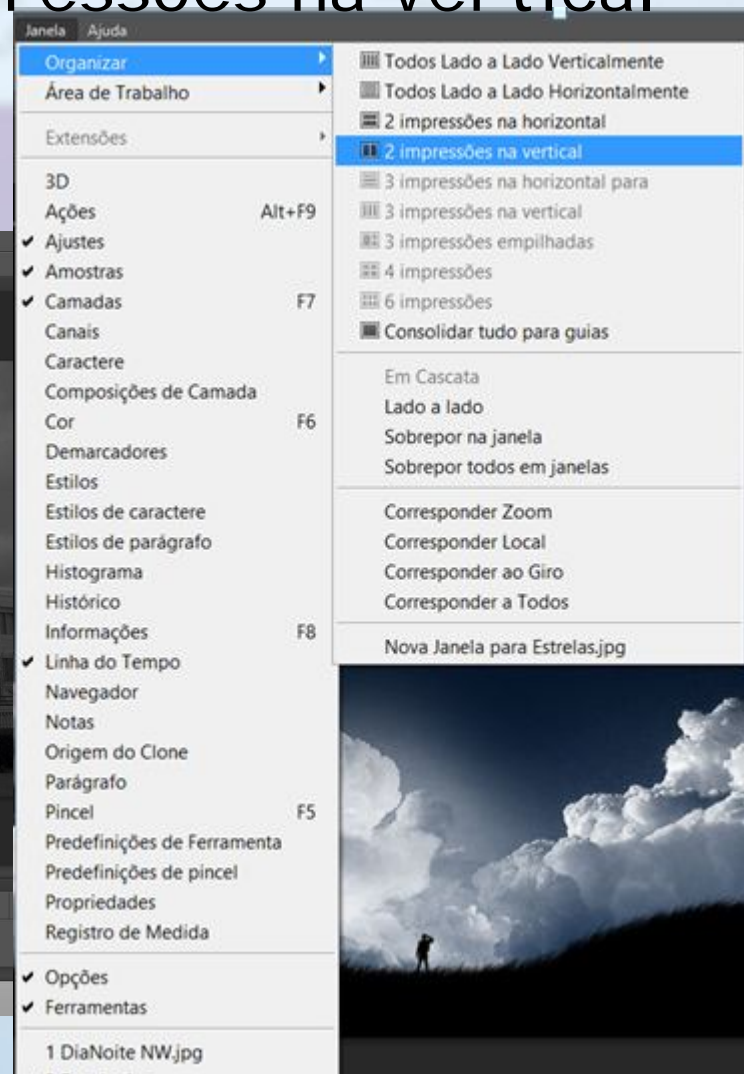 na vertical
Janela Ajuda
Organizar
Área de Trabalho
Extensões
3D
Ações Alt+F9
Ajustes
Amostras
Camadas F7
Canais
Caractere
Composições de Camada
Cor F6
Demarcadores
Estilos
Estilos de caractere
Estilos de parágrafo
Histograma
Histórico
Informações F8
Linha do Tempo
Navegador
Notas
Origem do Clone
Parágrafo
Pincel F5
Predefinições de Ferramenta
Predefinições de pincel
Propriedades
Registro de Medida
Opções
Ferramentas
1 DiaNoite NW.jpg
Todos Lado a Lado Verticalmente
Todos Lado a Lado Horizontalmente
2 impressões na horizontal
2 impressões na vertical
3 impressões na horizontal para
3 impressões na vertical
3 impressões empilhadas
4 impressões
6 impressões
Consolidar tudo para guias
Em Cascata
Lado a lado
Sobrepor na janela
Sobrepor todos em janelas
Corresponder Zoom
Corresponder Local
Corresponder ao Giro
Corresponder a Todos
Nova Janela para Estrelas.jpg